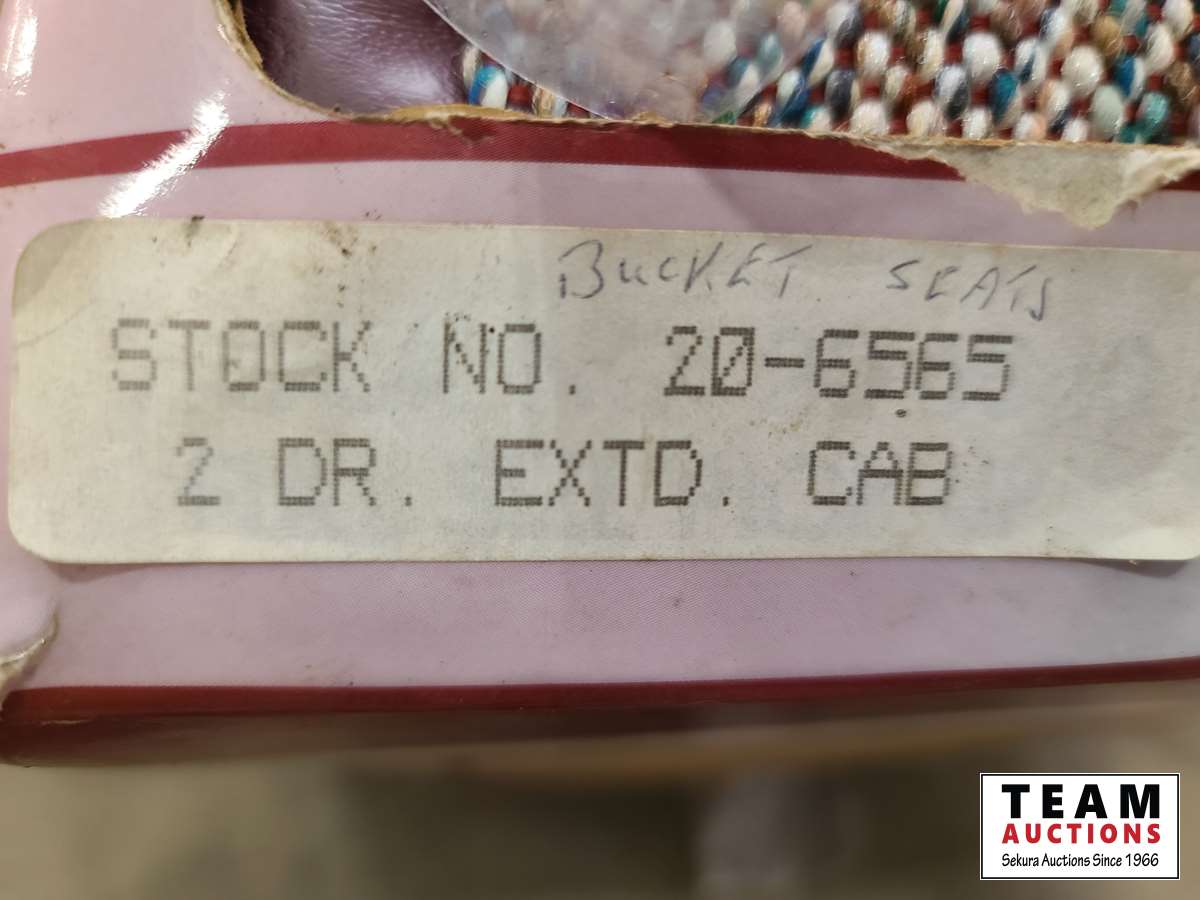 BUCKET SEATS
STOCK NO. 20-6565
2 DR. EXTD. CAB
TEAM
AUCTIONS
Sekura Auctions Since 1966